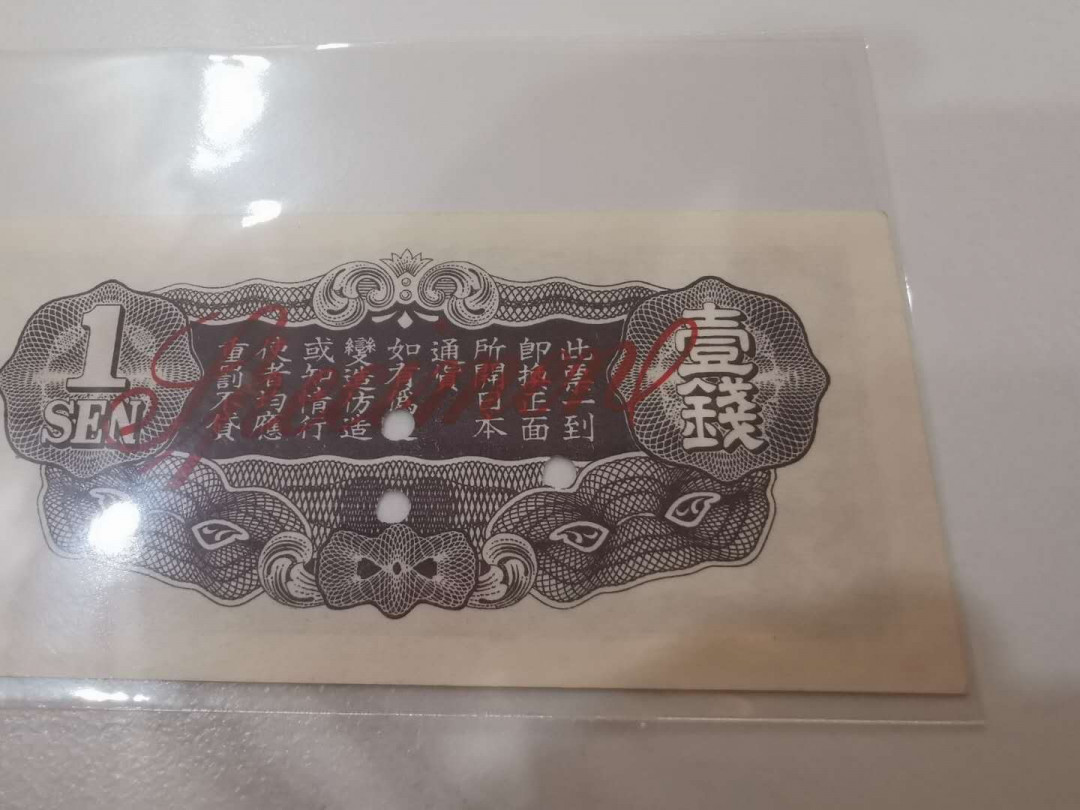 壹錢
此票一到
即換正面
所開日本
通貨
如有僞造
變造仿造
或知情行
使者均應
重罰不貸
1
SEN
Specimen